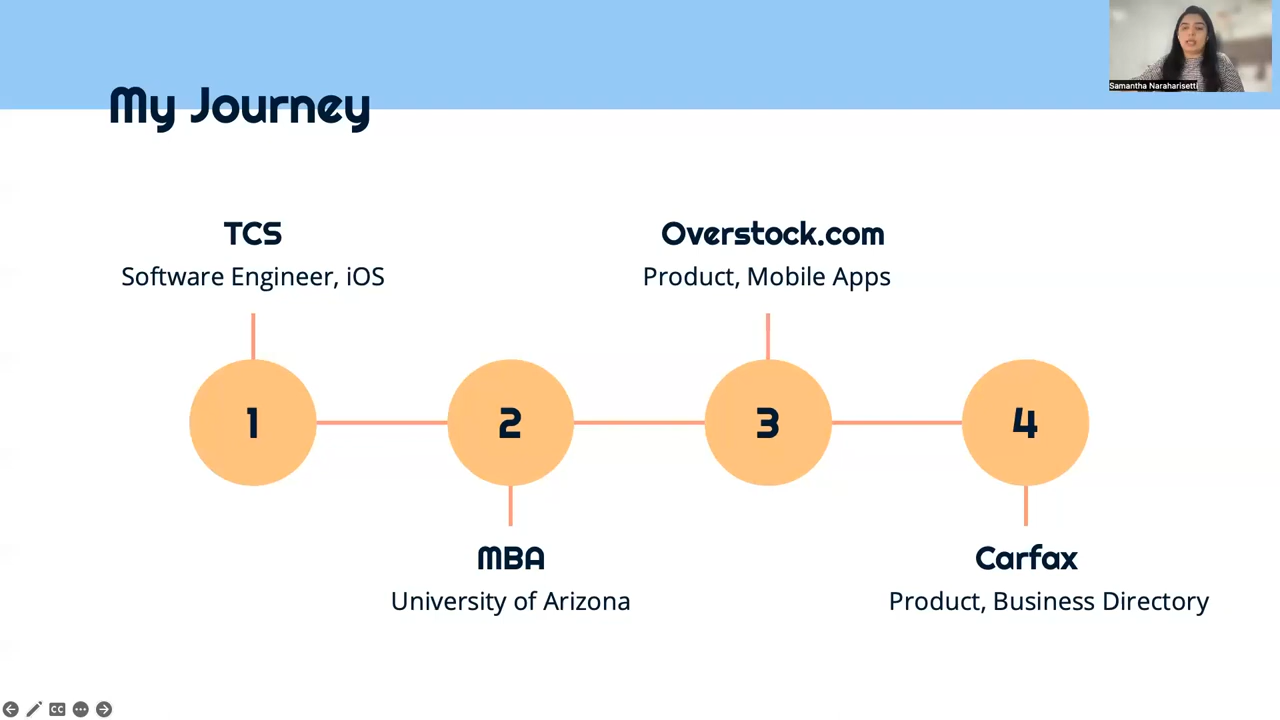 Samantha Naraharisetti
My Journey
TCS
Software Engineer, iOS
Overstock.com
Product, Mobile Apps
1
2
3
4
MBA
University of Arizona
Carfax
Product, Business Directory
CC